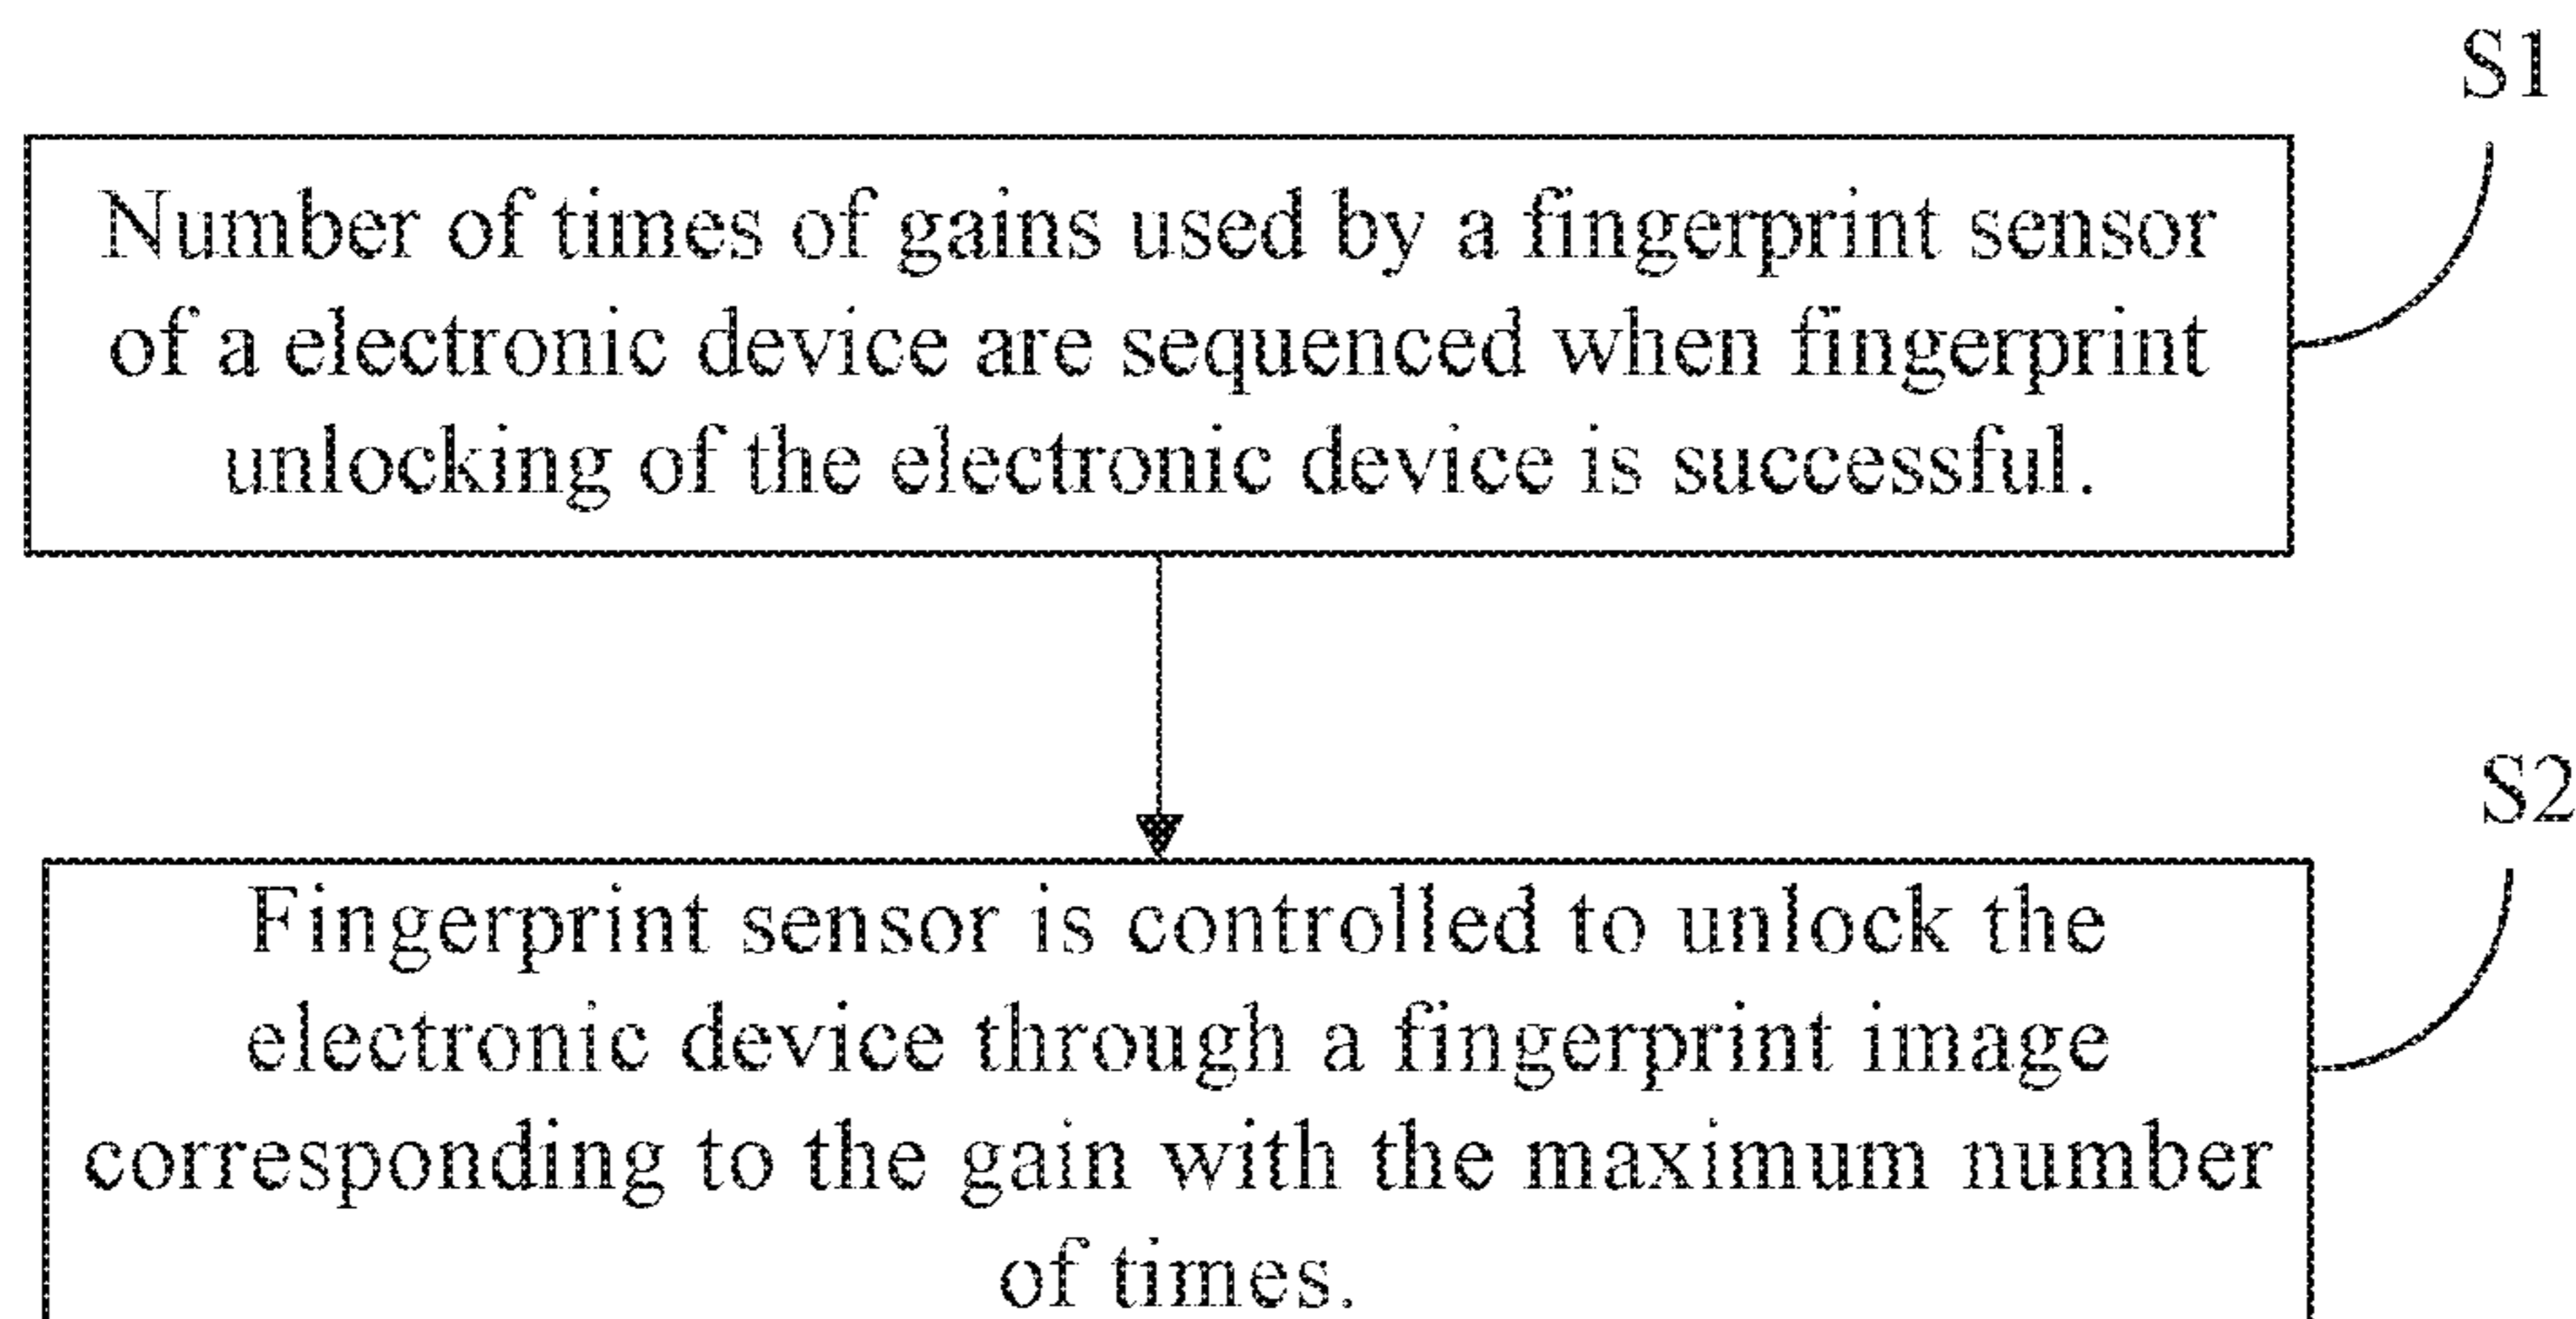 S1
Number of times of gains used by a fingerprint sensor
of a electronic device are sequenced when fingerprint
unlocking of the electronic device is successful.
S2
Fingerprint sensor is controlled to unlock the
electronic device through a fingerprint image
corresponding to the gain with the maximum number
of times.